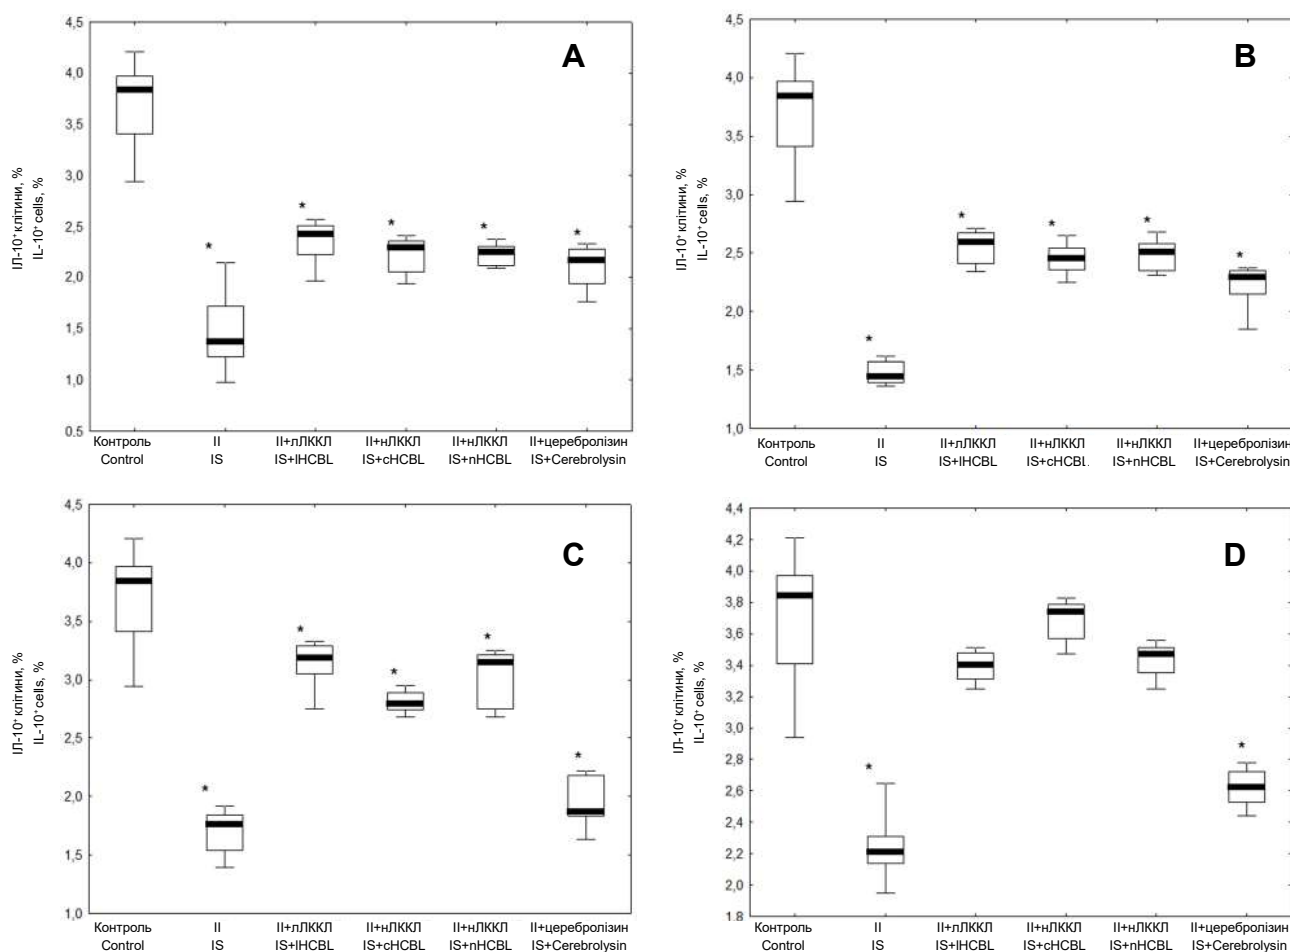 A
ІЛ-10⁺ клітини, %
IL-10⁺ cells, %
4,5
4,0
3,5
3,0
2,5
2,0
1,5
1,0
0.5
*
*
*
*
*
Контроль
Control
ІІ
IS
ІІ+лЛККЛ
IS+lHCBL
ІІ+нЛККЛ
IS+cHCBL
ІІ+нЛККЛ
IS+nHCBL
ІІ+церебролізин
IS+Cerebrolysin
B
ІЛ-10⁺ клітини, %
IL-10⁺ cells, %
4,5
4,0
3,5
3,0
2,5
2,0
1,5
1,0
*
*
*
*
*
Контроль
Control
ІІ
IS
ІІ+лЛККЛ
IS+lHCBL
ІІ+нЛККЛ
IS+cHCBL.
ІІ+нЛККЛ
IS+nHCBL
ІІ+церебролізин
IS+Cerebrolysin
C
ІЛ-10⁺ клітини, %
IL-10⁺ cells, %
4,5
4,0
3,5
3,0
2,5
2,0
1,5
1,0
*
*
*
*
*
Контроль
Control
ІІ
IS
ІІ+лЛККЛ
IS+lHCBL
ІІ+нЛККЛ
IS+cHCBL
ІІ+нЛККЛ
IS+nHCBL
ІІ+церебролізин
IS+Cerebrolysin
D
ІЛ-10⁺ клітини, %
IL-10⁺ cells, %
4,4
4,2
4,0
3,8
3,6
3,4
3,2
3,0
2,8
2,6
2,4
2,2
2,0
1.8
*
*
Контроль
Control
ІІ
IS
ІІ+лЛККЛ
IS+lHCBL
ІІ+нЛККЛ
IS+cHCBL
ІІ+нЛККЛ
IS+nHCBL
ІІ+церебролізин
IS+Cerebrolysin